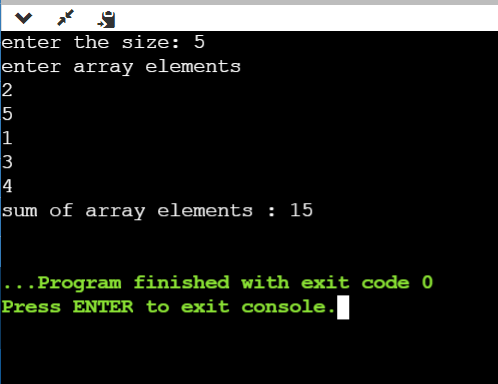 enter the size: 5
enter array elements
2
5
1
3
4
sum of array elements : 15
...Program finished with exit code 0
Press ENTER to exit console.